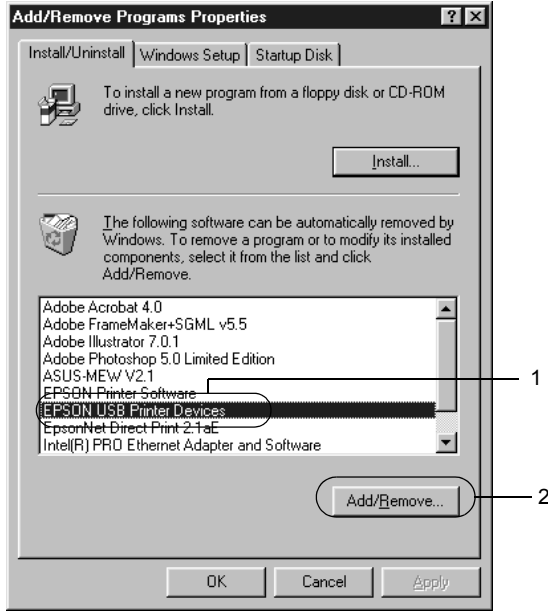 Add/Remove Programs Properties
Install/Uninstall Windows Setup Startup Disk
To install a new program from a floppy disk or CD-ROM
drive, click Install.
Install...
The following software can be automatically removed by
Windows. To remove a program or to modify its installed
components, select it from the list and click
Add/Remove.
Adobe Acrobat 4.0
Adobe FrameMaker+SGML v5.5
Adobe Illustrator 7.0.1
Adobe Photoshop 5.0 Limited Edition
ASUS-MEW V2.1
EPSON Printer Software
EPSON USB Printer Devices
EpsonNet Direct Print 2.1aE
Intel(R) PRO Ethernet Adapter and Software
1
Add/Remove...
2
OK Cancel Apply